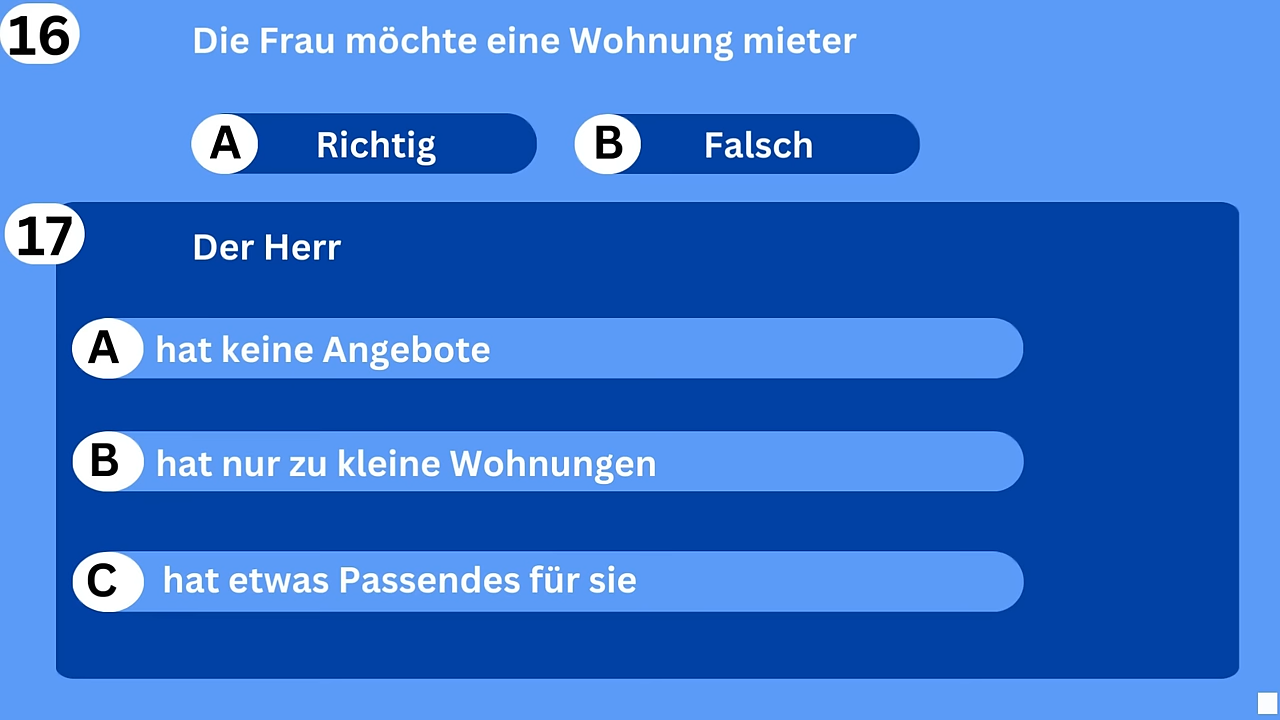 16 Die Frau möchte eine Wohnung mieter
A Richtig B Falsch
17 Der Herr
A hat keine Angebote
B hat nur zu kleine Wohnungen
C hat etwas Passendes für sie